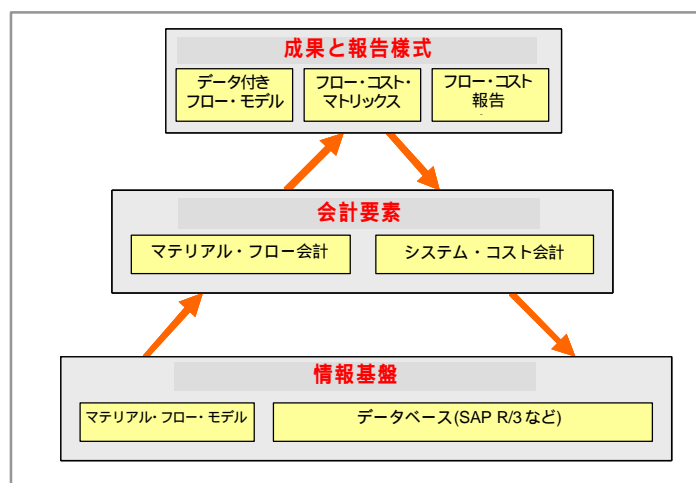 成果と報告様式
データ付き
フロー・モデル
フロー・コスト・
マトリックス
フロー・コスト
報告
会計要素
マテリアル・フロー会計
システム・コスト会計
情報基盤
マテリアル・フロー・モデル
データベース(SAP R/3 など)